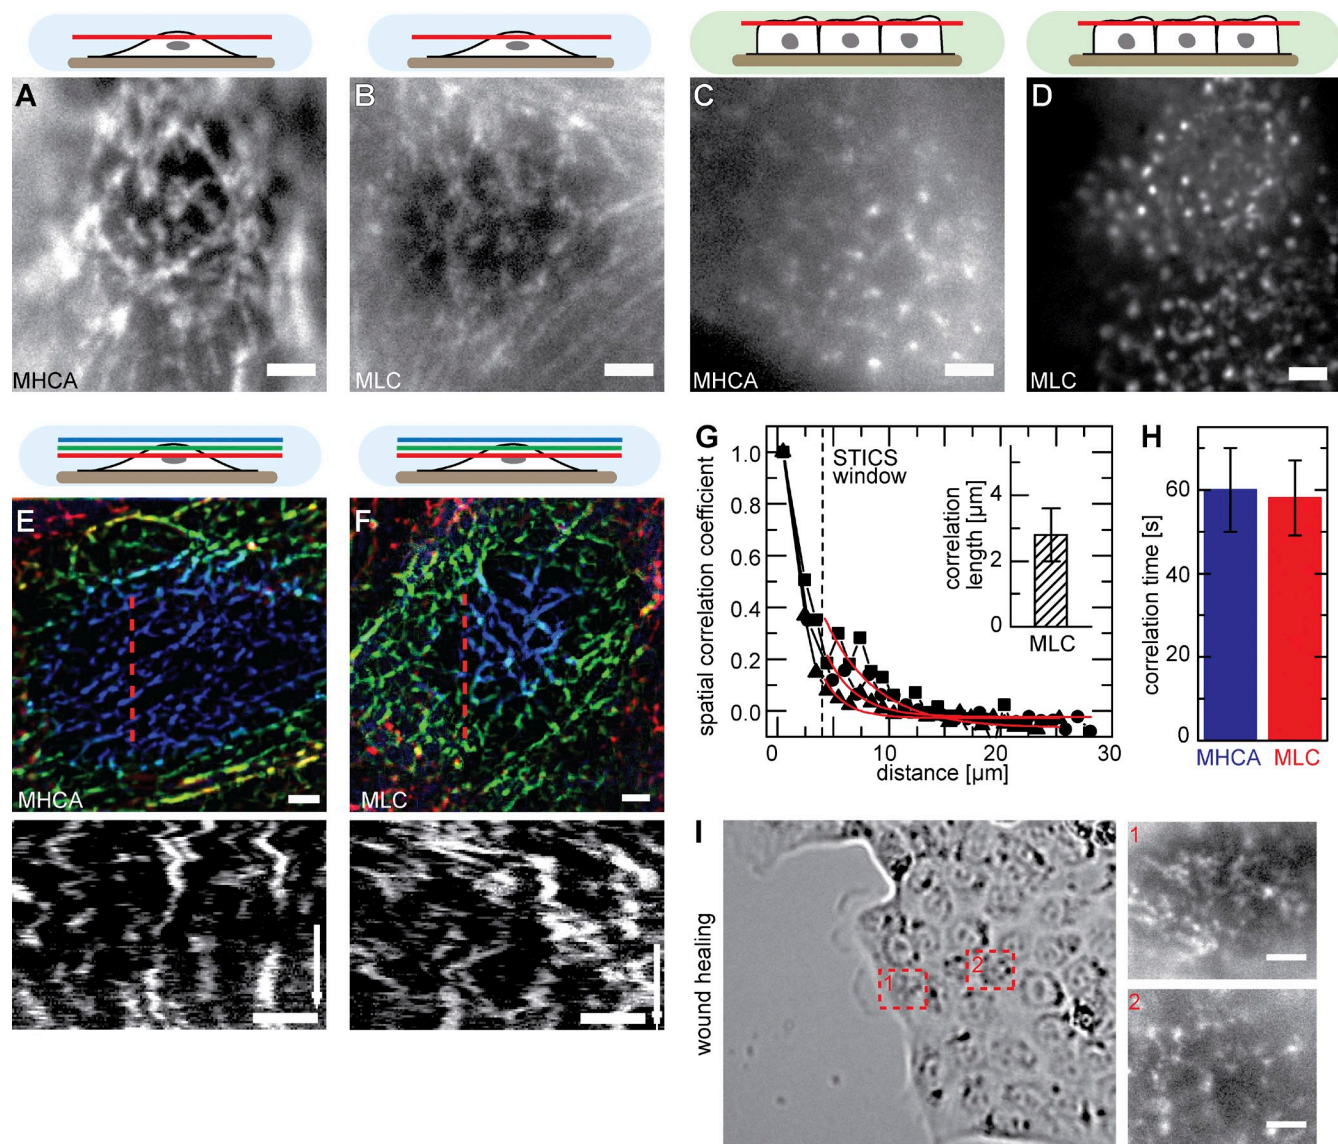 A
B
C
D
MHCA
MLC
MHCA
MLC
E
F
MHCA
MLC
G
spatial correlation coefficient
1.0
0.8
0.6
0.4
0.2
0.0
0
10
20
30
distance [µm]
STICS
window
correlation
length [µm]
4
2
0
MLC
H
correlation time [s]
60
40
20
0
MHCA
MLC
I
wound healing
1
2
1
2